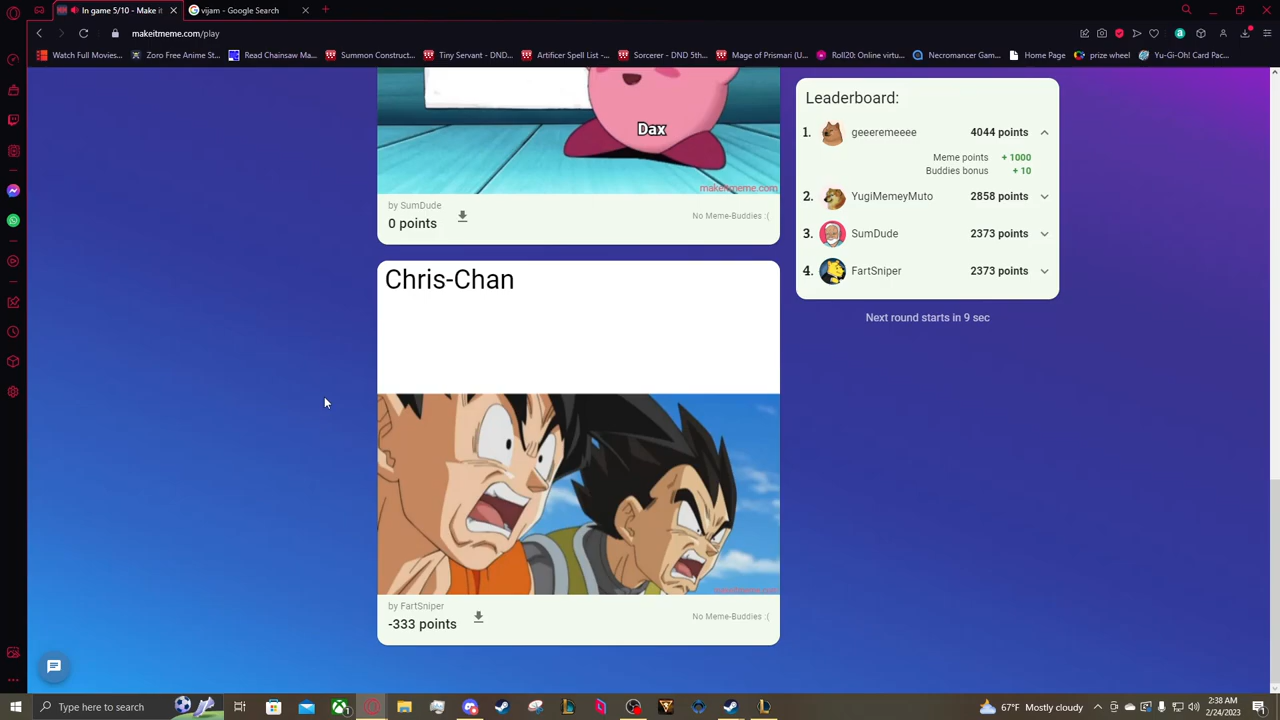 In game 5/10 - Make it
vijam - Google Search
makeitmeme.com/play
Watch Full Movies...
Zoro Free Anime St...
Read Chainsaw Ma...
Summon Construct...
Tiny Servant - DND...
Artificer Spell List -...
Sorcerer - DND 5th...
Mage of Prismari (U...
Roll20: Online virtu...
Necromancer Gam...
Home Page
prize wheel
Yu-Gi-Oh! Card Pac...
Dax
makeitmeme.com
by SumDude
0 points
No Meme-Buddies :(
Chris-Chan
by FartSniper
-333 points
No Meme-Buddies :(
Leaderboard:
1. geeeremeeee 4044 points
Meme points + 1000
Buddies bonus + 10
2. YugiMemeyMuto 2858 points
3. SumDude 2373 points
4. FartSniper 2373 points
Next round starts in 9 sec
Type here to search
67°F Mostly cloudy
2:38 AM
2/24/2023
1